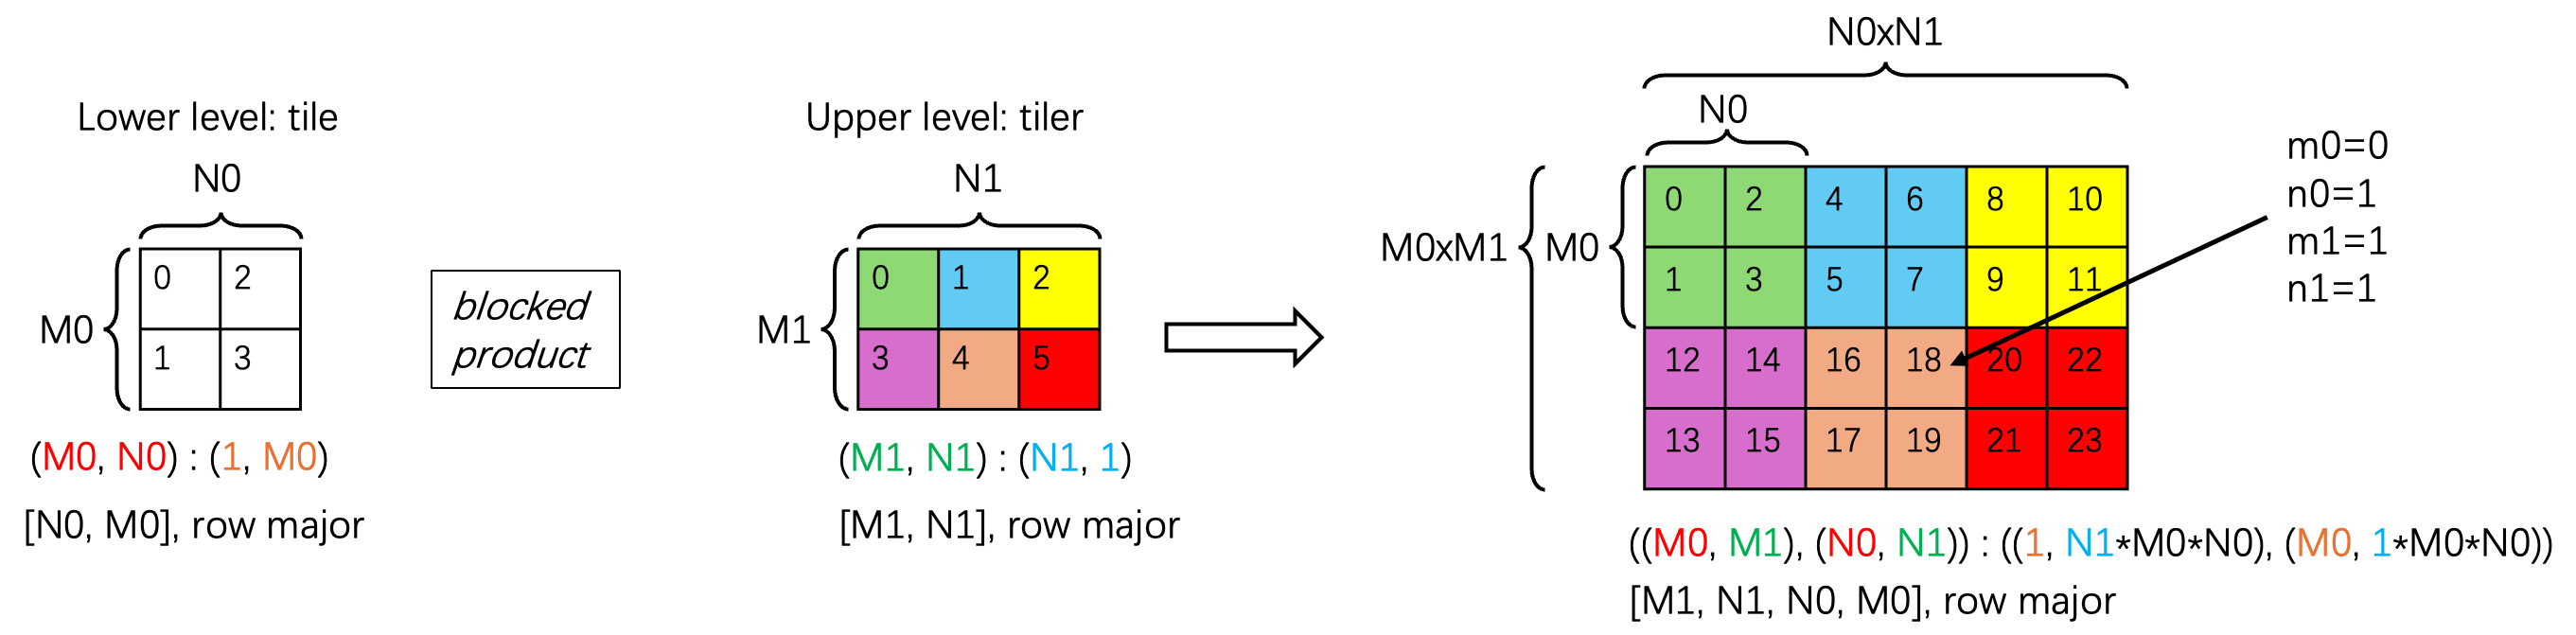 Lower level: tile
N0
M0
0 2
1 3
(M0, N0) : (1, M0)
[N0, M0], row major
blocked
product
Upper level: tiler
N1
M1
0 1 2
3 4 5
(M1, N1) : (N1, 1)
[M1, N1], row major
N0xN1
N0
M0xM1
M0
0 2 4 6 8 10
1 3 5 7 9 11
12 14 16 18 20 22
13 15 17 19 21 23
m0=0
n0=1
m1=1
n1=1
((M0, M1), (N0, N1)) : ((1, N1*M0*N0), (M0, 1*M0*N0))
[M1, N1, N0, M0], row major